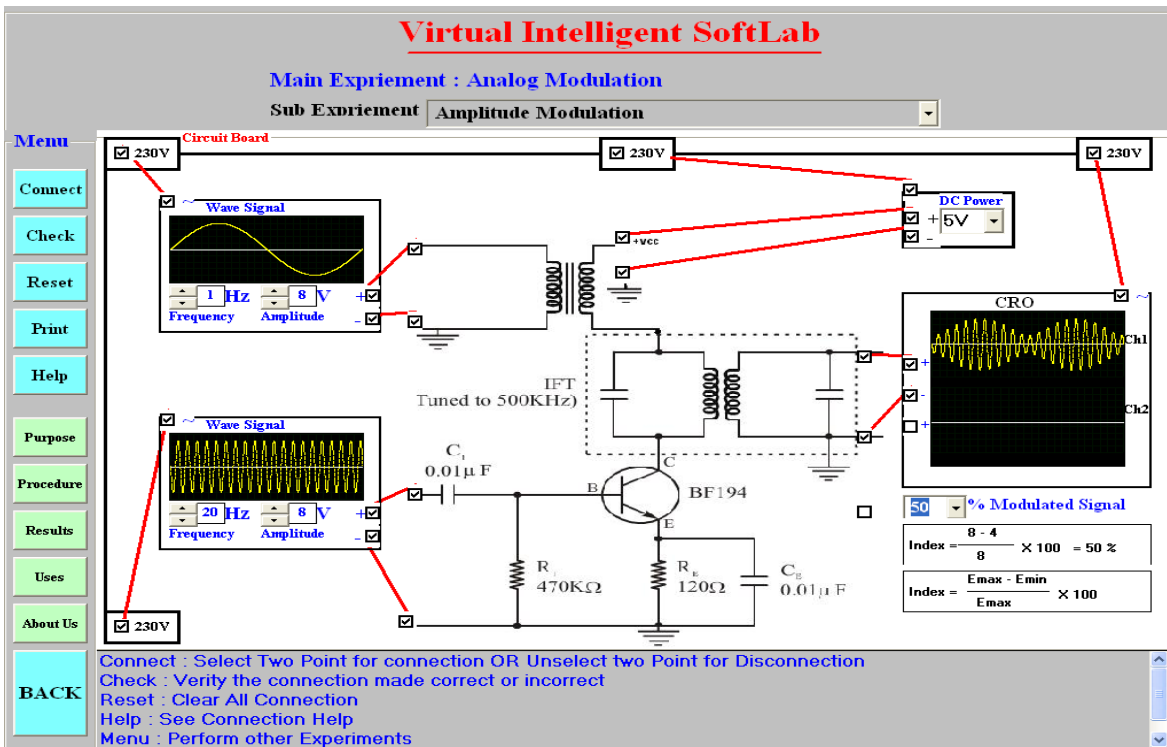 Virtual Intelligent SoftLab
Main Expriement : Analog Modulation
Sub Expriement Amplitude Modulation
Menu
Connect
Check
Reset
Print
Help
Purpose
Procedure
Results
Uses
About Us
BACK
Circuit Board
230V
230V
230V
~ Wave Signal
1 Hz 8 V +
Frequency Amplitude -
+vcc
DC Power
+ 5V
-
CRO
Ch1
+
-
Ch2
+
IFT
Tuned to 500KHz)
~ Wave Signal
20 Hz 8 V +
Frequency Amplitude -
C1
0.01µ F
B
C
E
BF194
R1
470KΩ
RE
120Ω
CE
0.01µ F
230V
50 % Modulated Signal
Index = 8 - 4 / 8 X 100 = 50 %
Index = Emax - Emin / Emax X 100
Connect : Select Two Point for connection OR Unselect two Point for Disconnection
Check : Verify the connection made correct or incorrect
Reset : Clear All Connection
Help : See Connection Help
Menu : Perform other Experiments